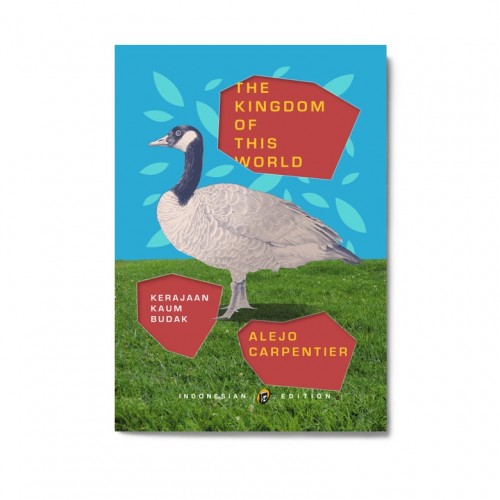 THE
KINGDOM
OF
THIS
WORLD
KERAJAAN
KAUM
BUDAK
ALEJO
CARPENTIER
INDONESIAN EDITION